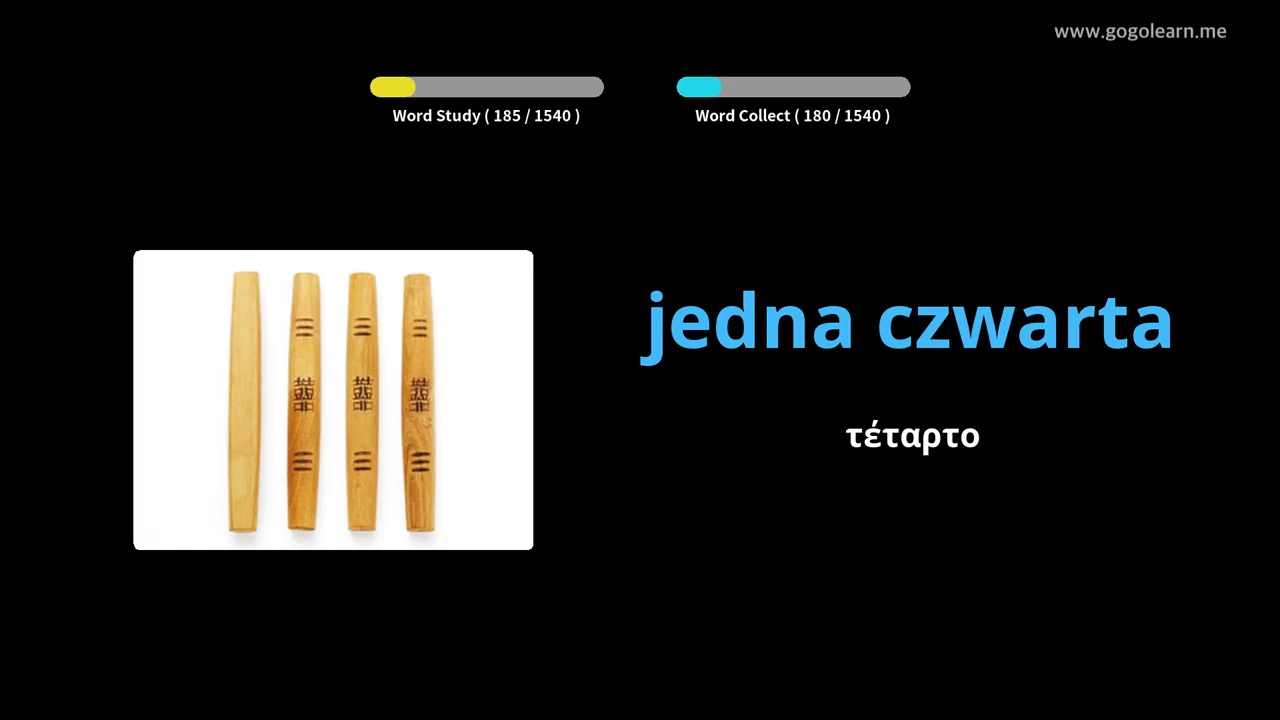 www.gogolearn.me
Word Study ( 185 / 1540 )
Word Collect ( 180 / 1540 )
jedna czwarta
τέταρτο